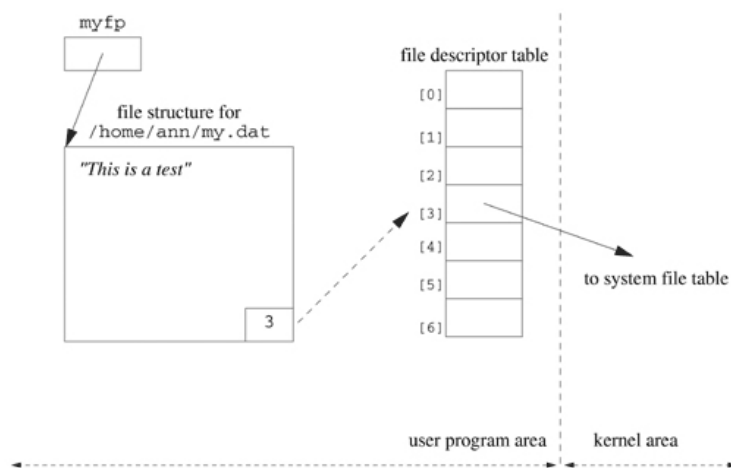 myfp
file descriptor table
file structure for
/home/ann/my.dat
"This is a test"
[0]
[1]
[2]
[3]
[4]
[5]
[6]
3
to system file table
user program area
kernel area